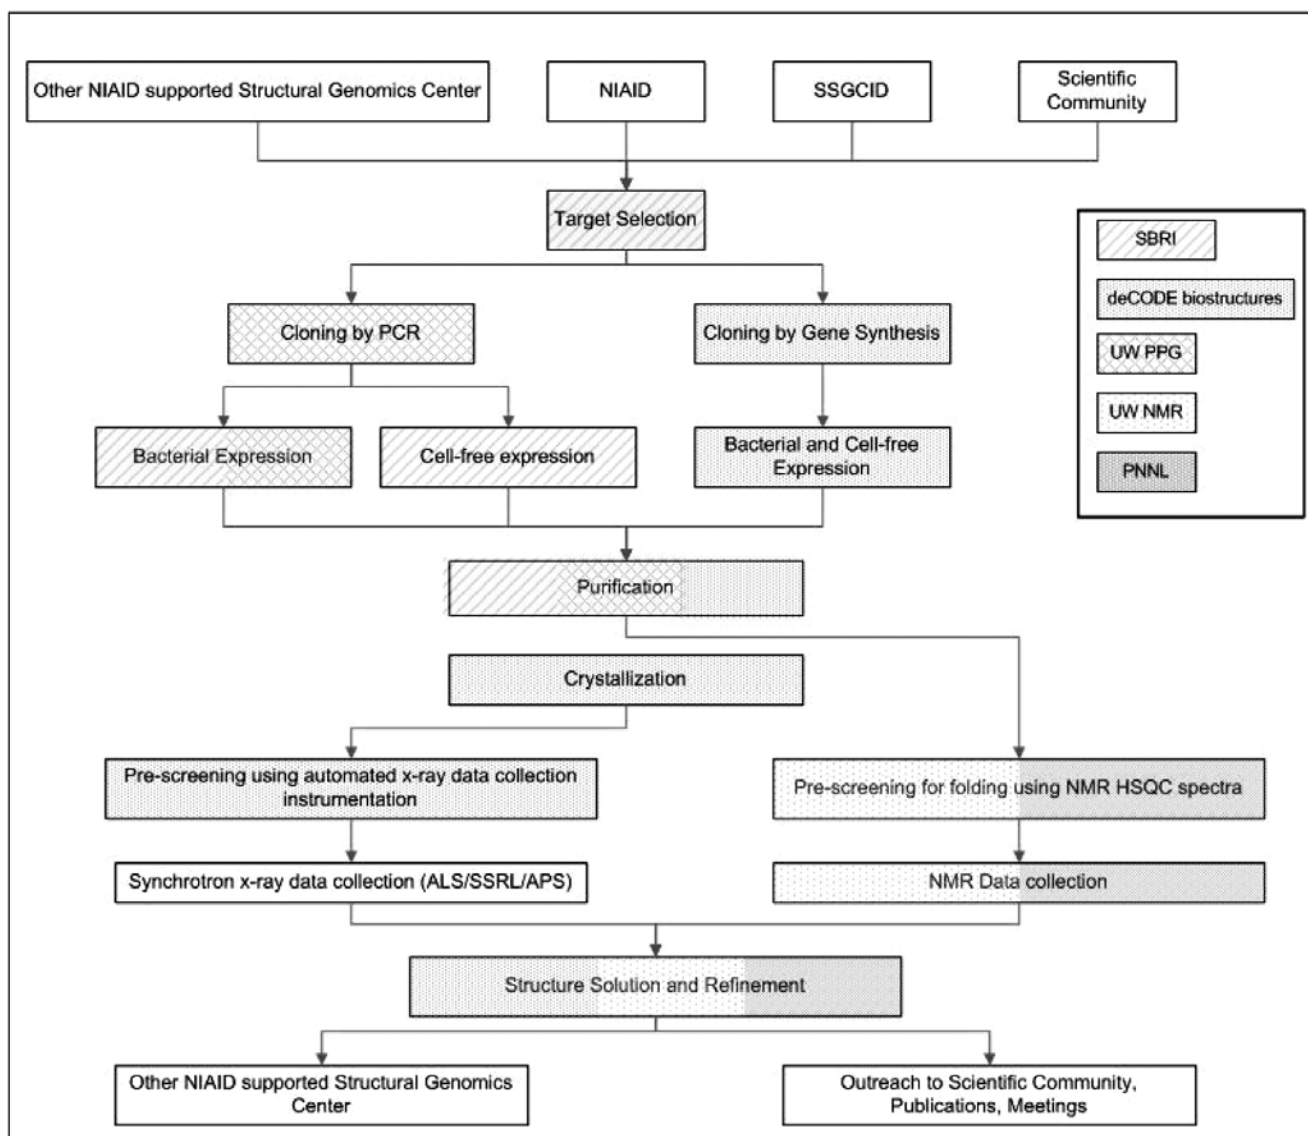 Other NIAID supported Structural Genomics Center
NIAID
SSGCID
Scientific
Community
Target Selection
SBRI
deCODE biostructures
UW PPG
UW NMR
PNNL
Cloning by PCR
Cloning by Gene Synthesis
Bacterial Expression
Cell-free expression
Bacterial and Cell-free
Expression
Purification
Crystallization
Pre-screening using automated x-ray data collection
instrumentation
Pre-screening for folding using NMR HSQC spectra
Synchrotron x-ray data collection (ALS/SSRL/APS)
NMR Data collection
Structure Solution and Refinement
Other NIAID supported Structural Genomics
Center
Outreach to Scientific Community,
Publications, Meetings